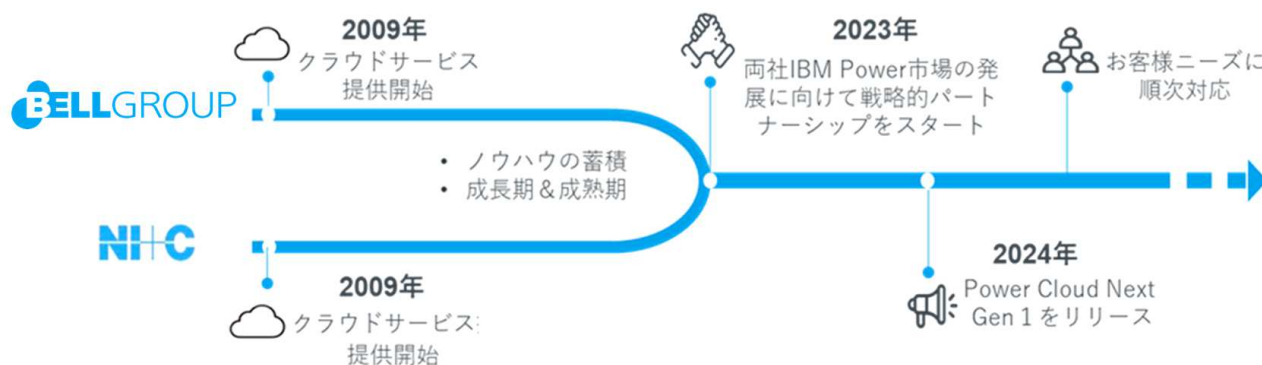 2009年
クラウドサービス
提供開始
BELLGROUP
• ノウハウの蓄積
• 成長期＆成熟期
NI+C
2009年
クラウドサービス
提供開始
2023年
両社IBM Power市場の発
展に向けて戦略的パート
ナーシップをスタート
お客様ニーズに
順次対応
2024年
Power Cloud Next
Gen 1 をリリース